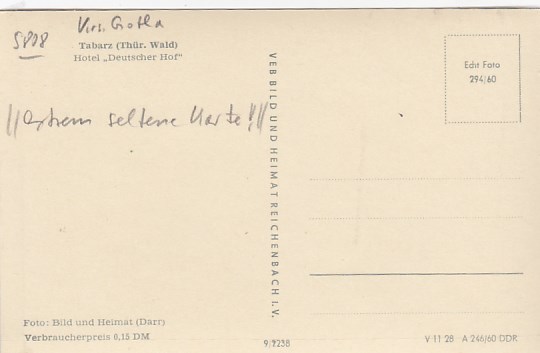 5808 Krs. Gotha
Tabarz (Thür. Wald)
Hotel „Deutscher Hof“
Echt Foto
294/60
//extrem seltene Karte!//
VEB BILD UND HEIMAT REICHENBACH I. V.
Foto: Bild und Heimat (Darr)
Verbraucherpreis 0,15 DM
9/2238
V 11 28 A 246/60 DDR